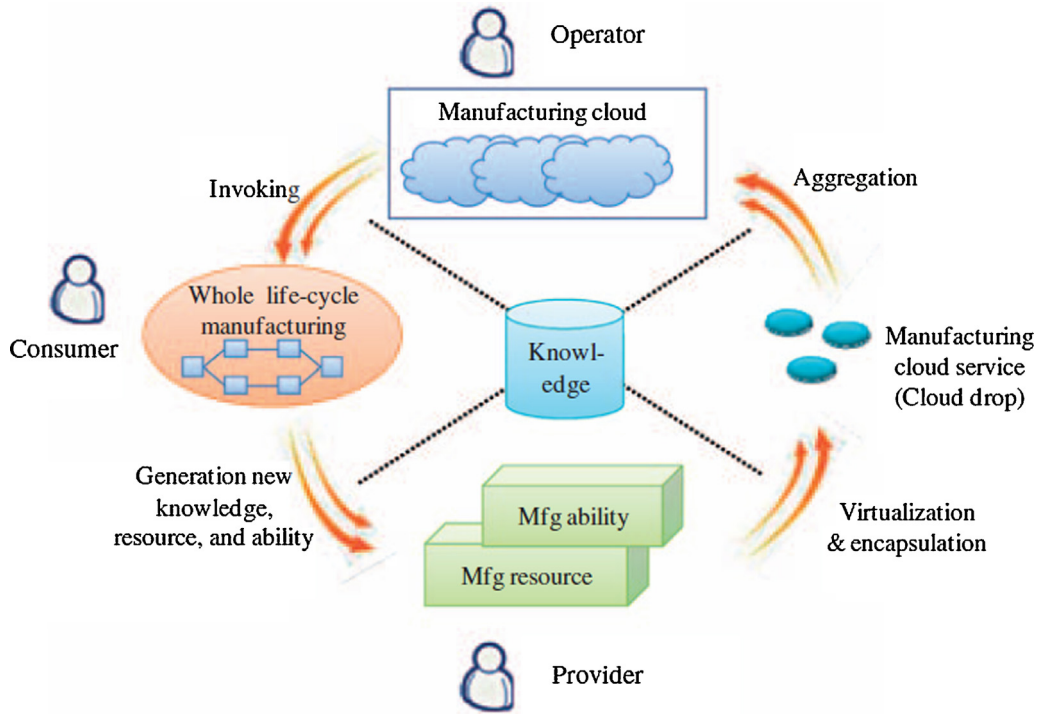 Operator
Manufacturing cloud
Invoking
Aggregation
Whole life-cycle
manufacturing
Consumer
Knowl-
edge
Manufacturing
cloud service
(Cloud drop)
Generation new
knowledge,
resource, and ability
Mfg ability
Mfg resource
Virtualization
& encapsulation
Provider